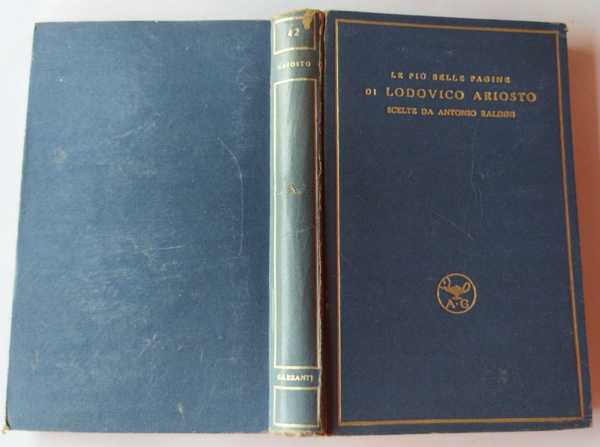 42
ARIOSTO
A.
GARZANTI
LE PIÙ BELLE PAGINE
DI LODOVICO ARIOSTO
SCELTE DA ANTONIO BALDINI
A·G